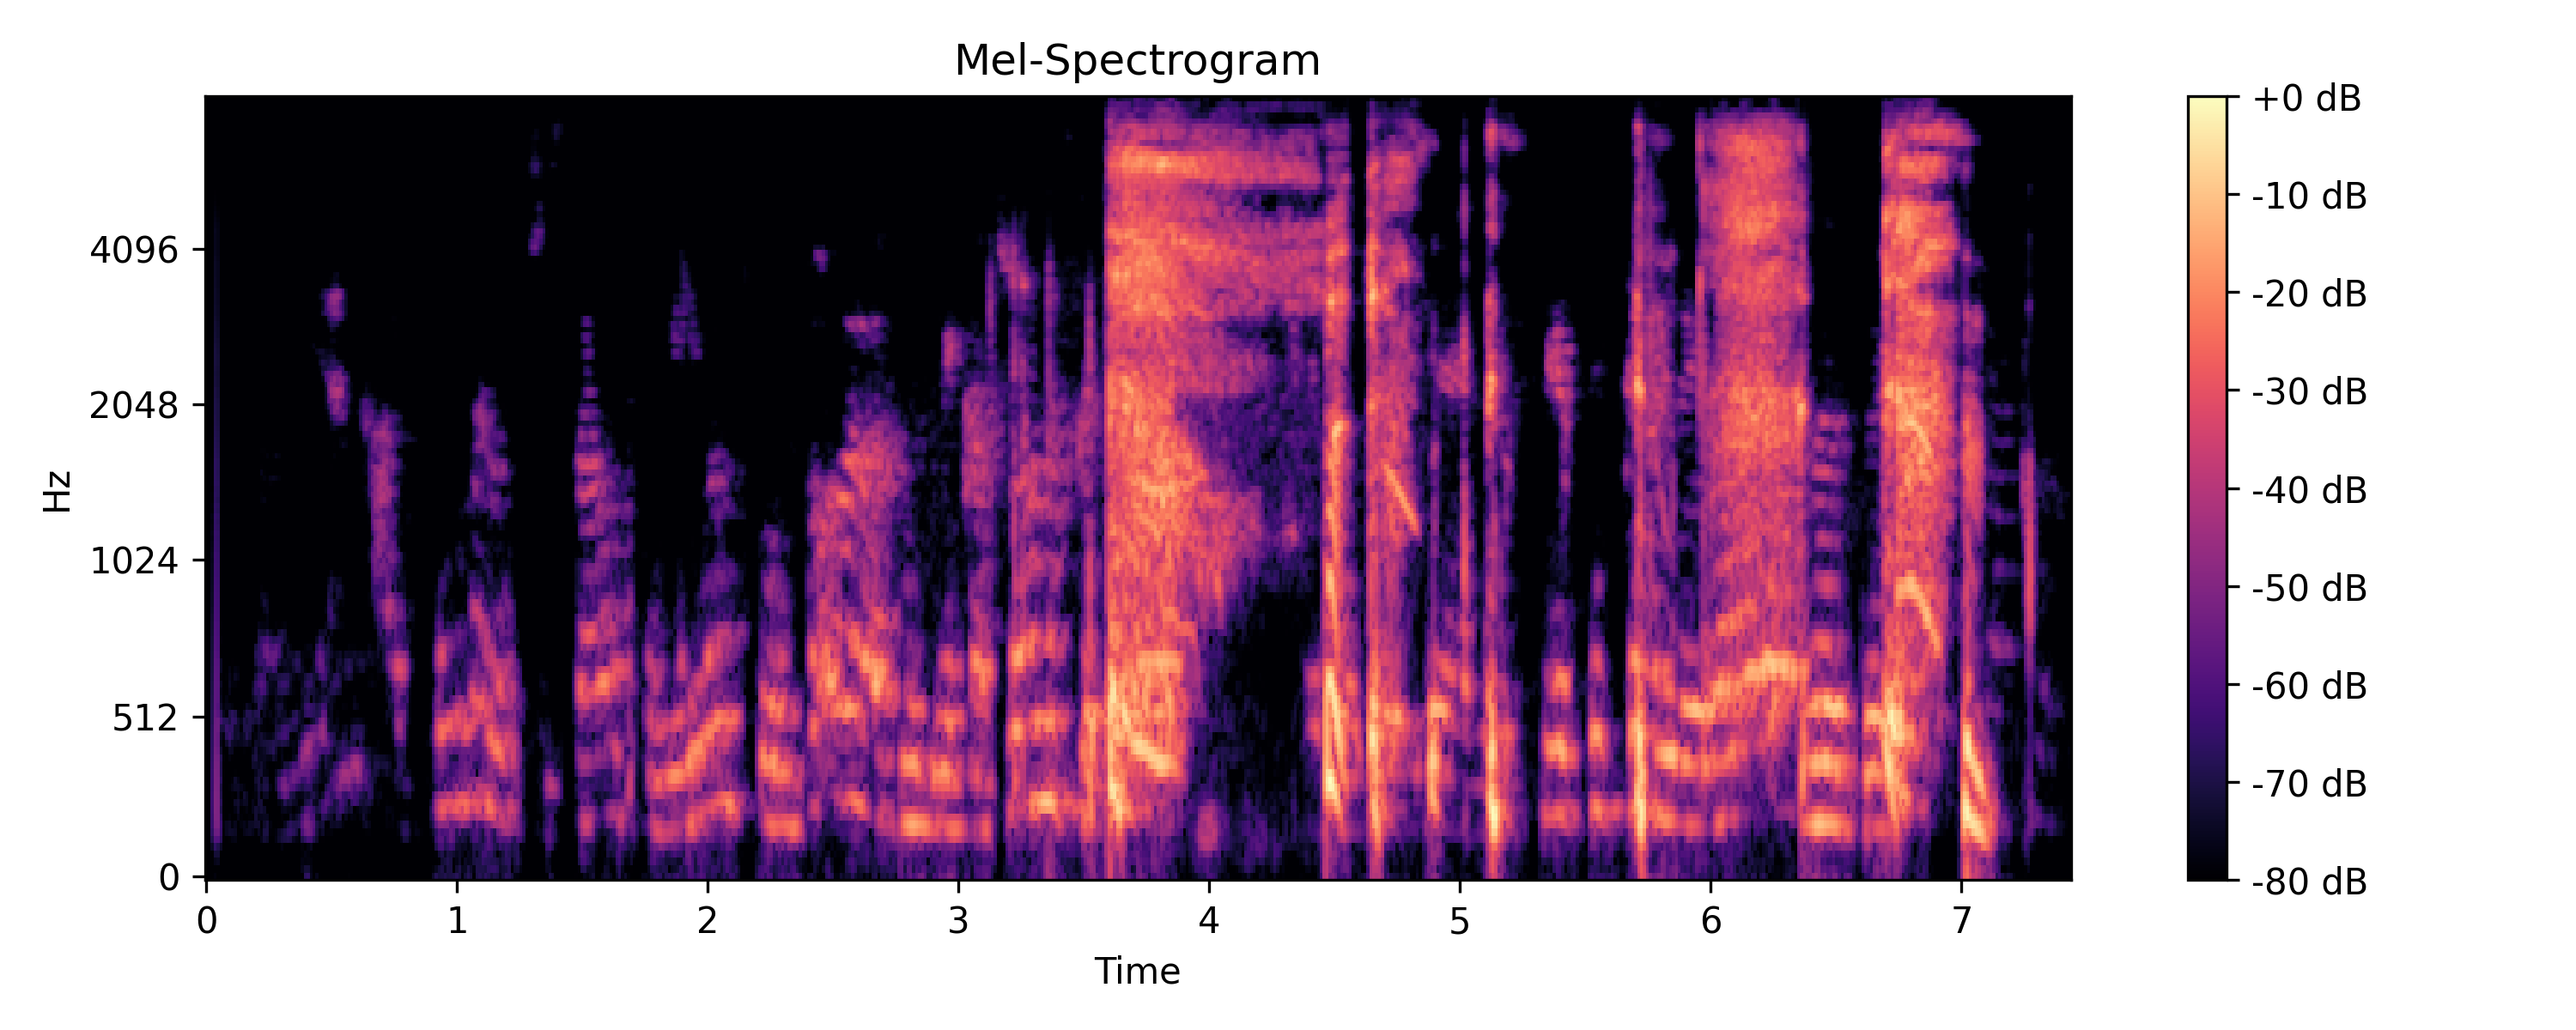 Mel-Spectrogram
+0 dB
-10 dB
-20 dB
-30 dB
-40 dB
-50 dB
-60 dB
-70 dB
-80 dB
4096
2048
1024
512
0
Hz
0 1 2 3 4 5 6 7
Time